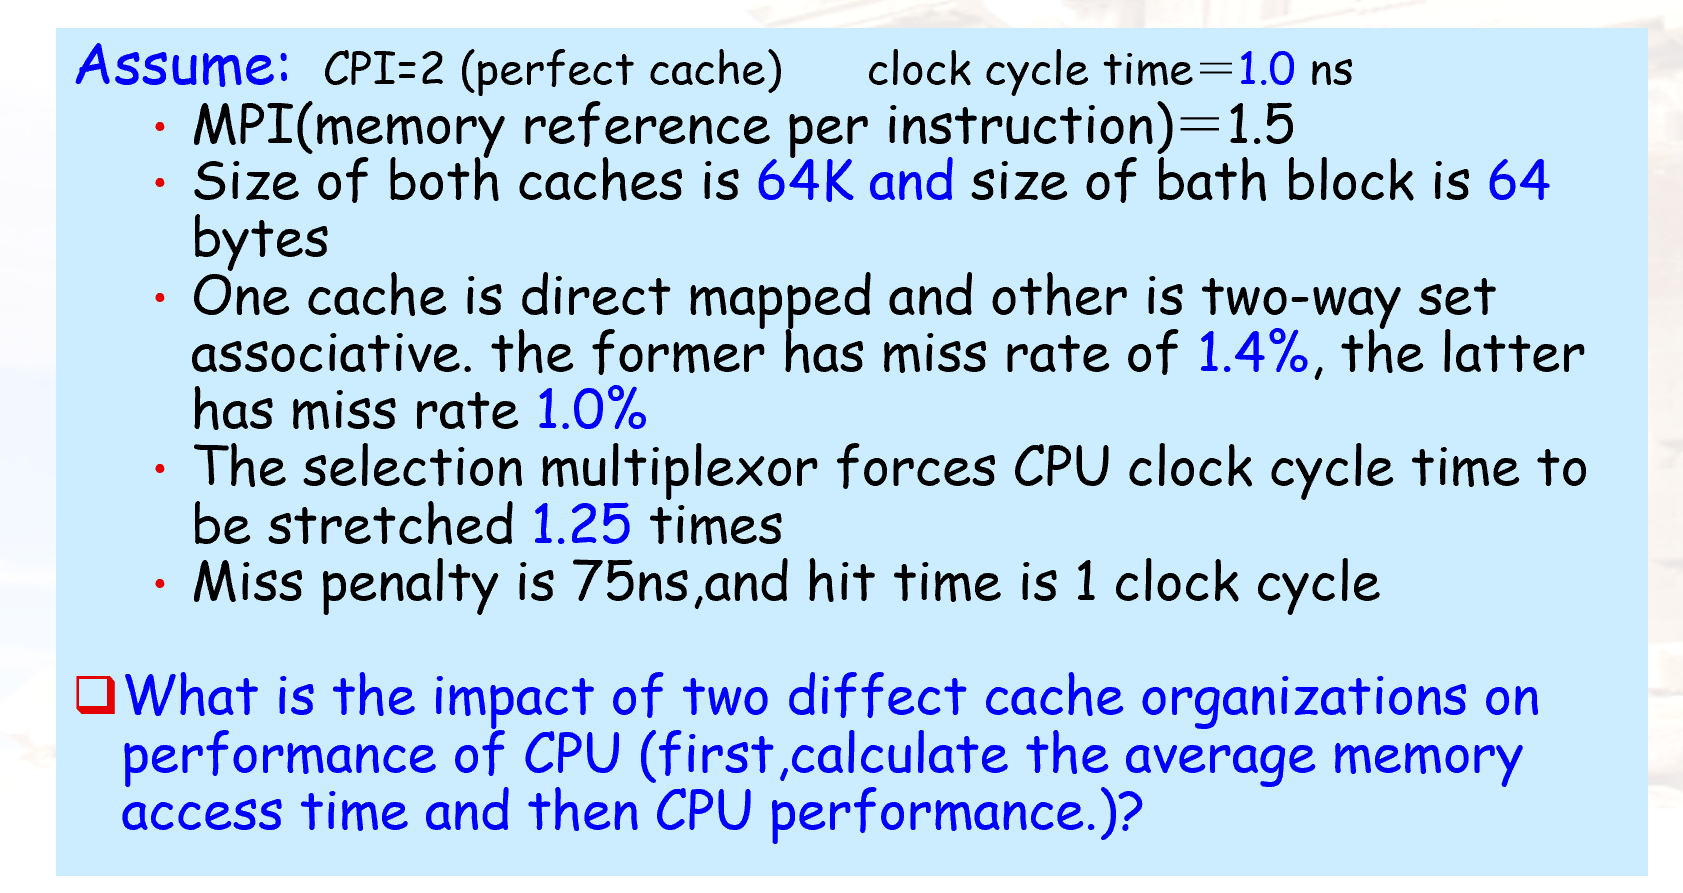 Assume: CPI=2 (perfect cache) clock cycle time＝1.0 ns
• MPI(memory reference per instruction)＝1.5
• Size of both caches is 64K and size of bath block is 64
bytes
• One cache is direct mapped and other is two-way set
associative. the former has miss rate of 1.4%, the latter
has miss rate 1.0%
• The selection multiplexor forces CPU clock cycle time to
be stretched 1.25 times
• Miss penalty is 75ns,and hit time is 1 clock cycle
❑What is the impact of two diffect cache organizations on
performance of CPU (first,calculate the average memory
access time and then CPU performance.)?